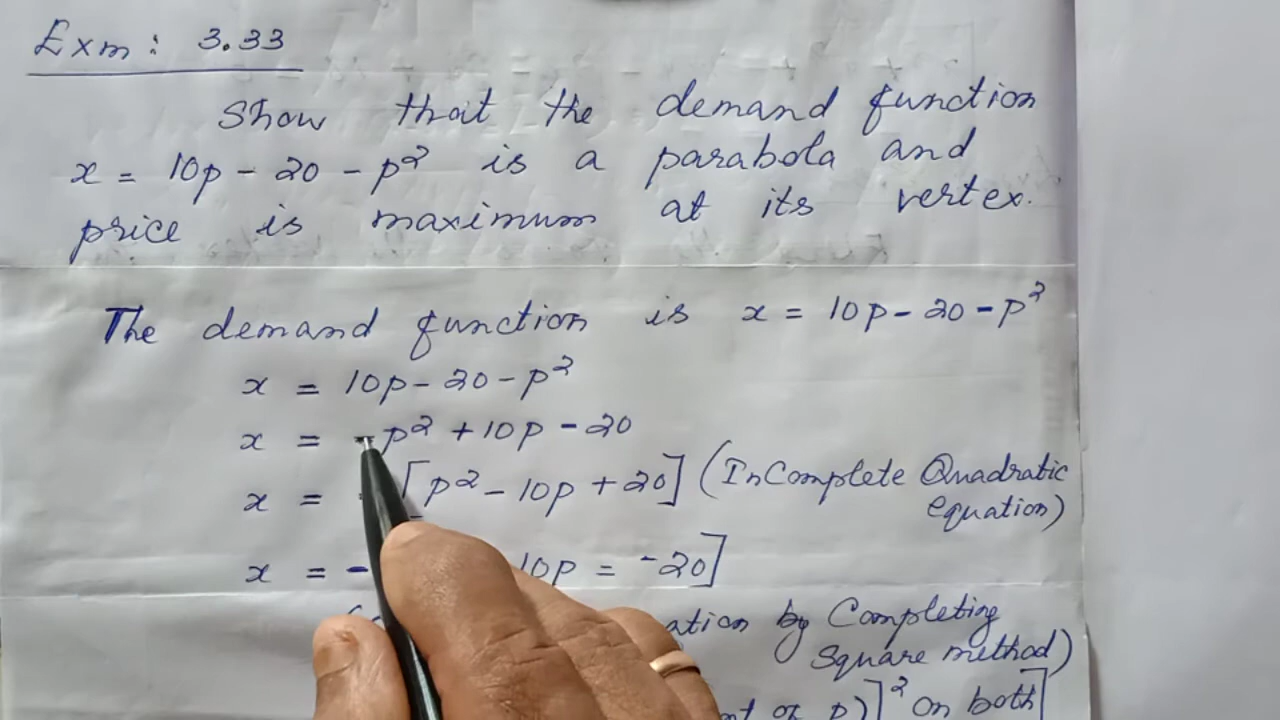 Exm: 3.33
Show that the demand function
x = 10p - 20 - p² is a parabola and
price is maximum at its vertex.
The demand function is x = 10p - 20 - p²
x = 10p - 20 - p²
x = -p² + 10p - 20
x = [p² - 10p + 20] (InComplete Quadratic
equation)
x = - 10p = -20]
by Completing
Square method)
of p)]² On both